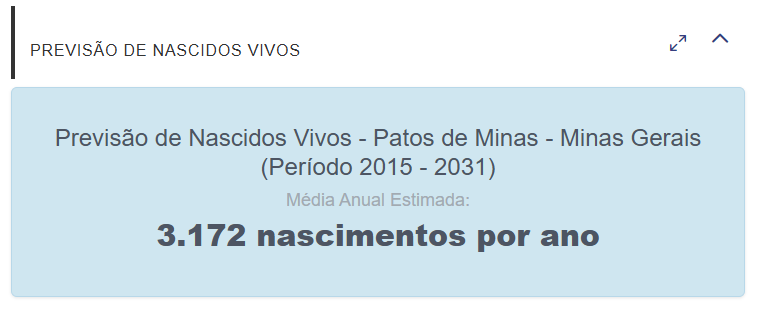 PREVISÃO DE NASCIDOS VIVOS
Previsão de Nascidos Vivos - Patos de Minas - Minas Gerais
(Período 2015 - 2031)
Média Anual Estimada:
3.172 nascimentos por ano